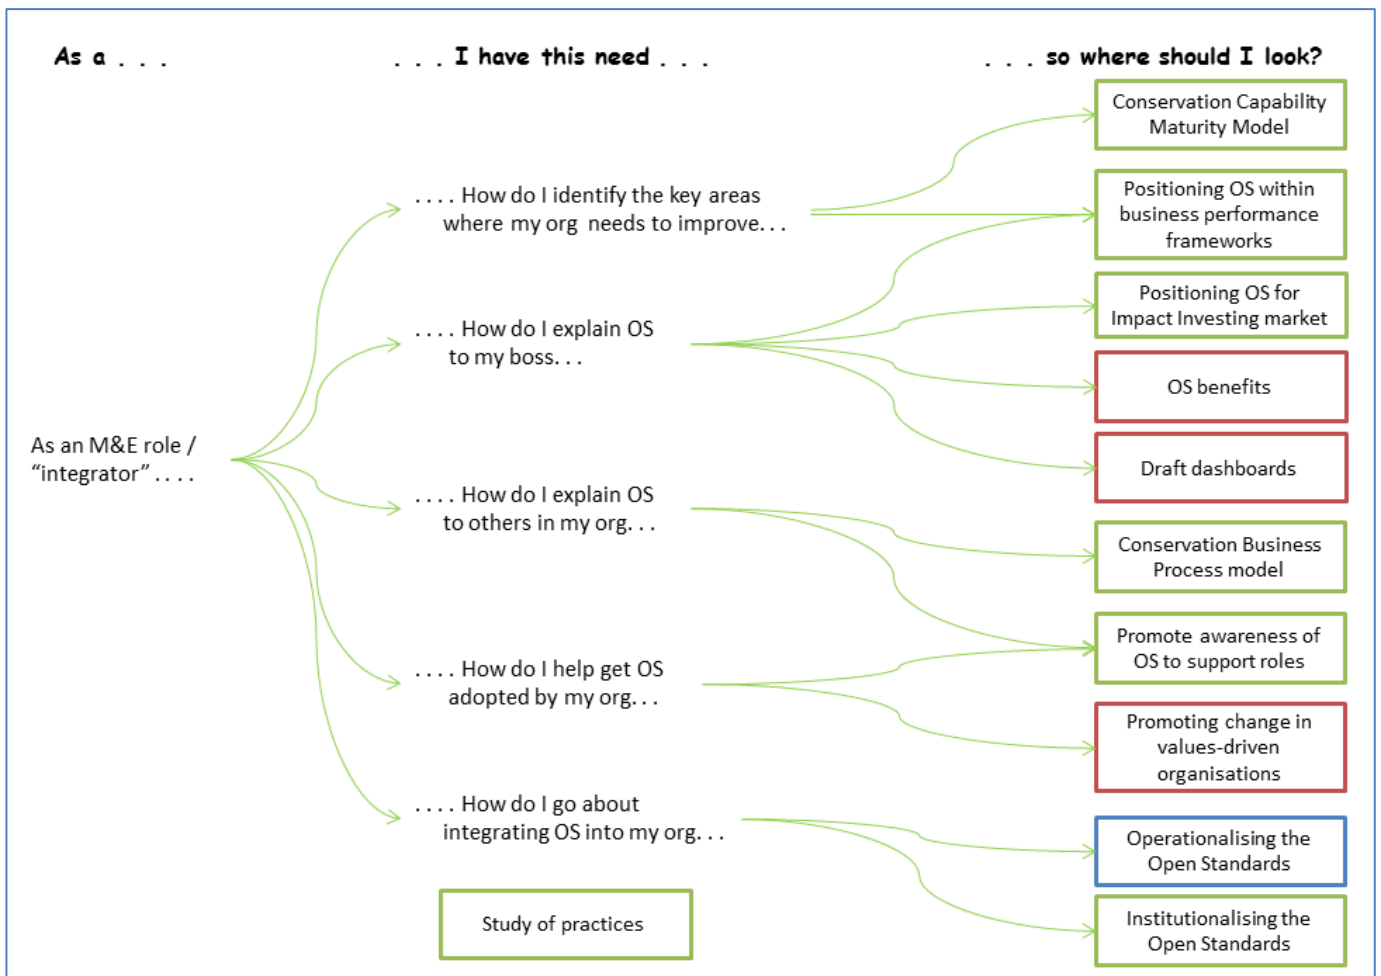 As a . . .
. . . I have this need . . .
. . . so where should I look?
As an M&E role /
“integrator” . . . .
. . . . How do I identify the key areas
where my org needs to improve. . .
. . . . How do I explain OS
to my boss. . .
. . . . How do I explain OS
to others in my org. . .
. . . . How do I help get OS
adopted by my org. . .
. . . . How do I go about
integrating OS into my org. . .
Study of practices
Conservation Capability
Maturity Model
Positioning OS within
business performance
frameworks
Positioning OS for
Impact Investing market
OS benefits
Draft dashboards
Conservation Business
Process model
Promote awareness of
OS to support roles
Promoting change in
values-driven
organisations
Operationalising the
Open Standards
Institutionalising the
Open Standards